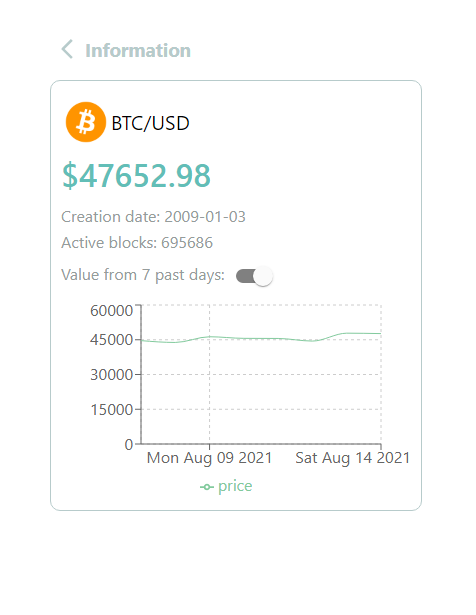 Information
BTC/USD
$47652.98
Creation date: 2009-01-03
Active blocks: 695686
Value from 7 past days:
60000
45000
30000
15000
0
Mon Aug 09 2021 Sat Aug 14 2021
price